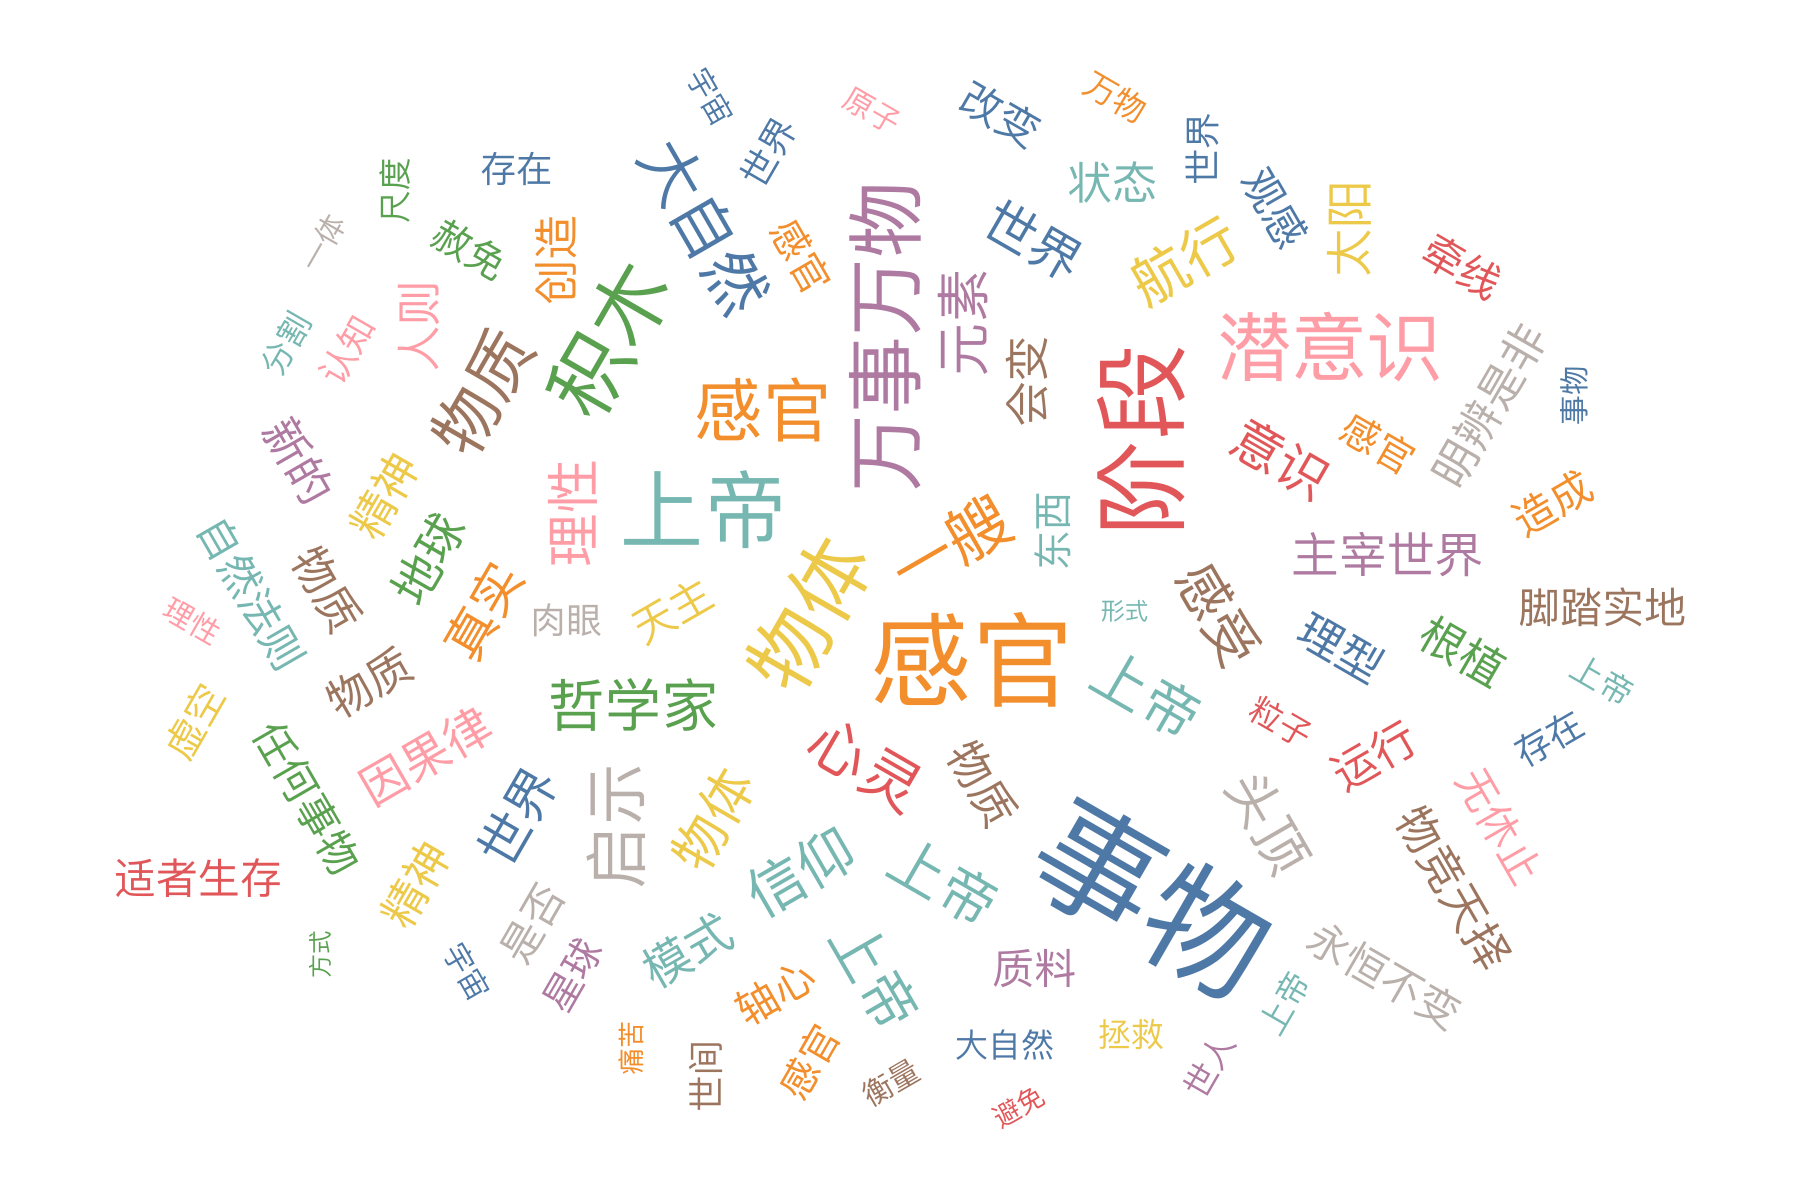 宇宙
原子
改变
万物
世界
世界
存在
尺度
大自然
状态
观感
太阳
一体
赦免
创造
感官
万事万物
世界
航行
牵线
分割
认知
人则
物质
积木
元素
会变
潜意识
明辨是非
事物
感官
阶段
意识
感官
新的
精神
理性
上帝
一艘
东西
造成
自然法则
物质
地球
真实
肉眼
天主
物体
感官
形式
感受
主宰世界
理型
根植
脚踏实地
理性
物质
哲学家
上帝
粒子
上帝
虚空
任何事物
因果律
心灵
物质
运行
存在
世界
启示
物体
信仰
上帝
事物
头顶
无休止
物竞天择
适者生存
精神
是否
方式
宇宙
星球
模式
轴心
上帝
质料
永恒不变
上帝
痛苦
世间
感官
衡量
大自然
拯救
世人
避免